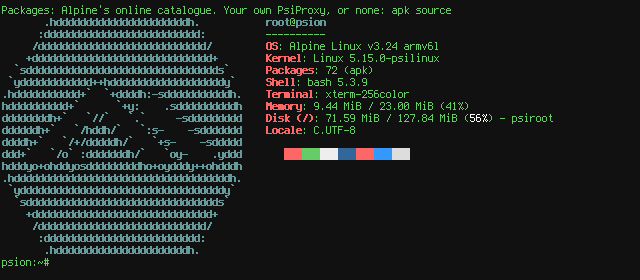 Packages: Alpine's online catalogue. Your own PsiProxy, or none: apk source
root@psion
----------
OS: Alpine Linux v3.24 armv6l
Kernel: Linux 5.15.0-psilinux
Packages: 72 (apk)
Shell: bash 5.3.9
Terminal: xterm-256color
Memory: 9.44 MiB / 23.00 MiB (41%)
Disk (/): 71.59 MiB / 127.84 MiB (56%) - psiroot
Locale: C.UTF-8
psion:~#